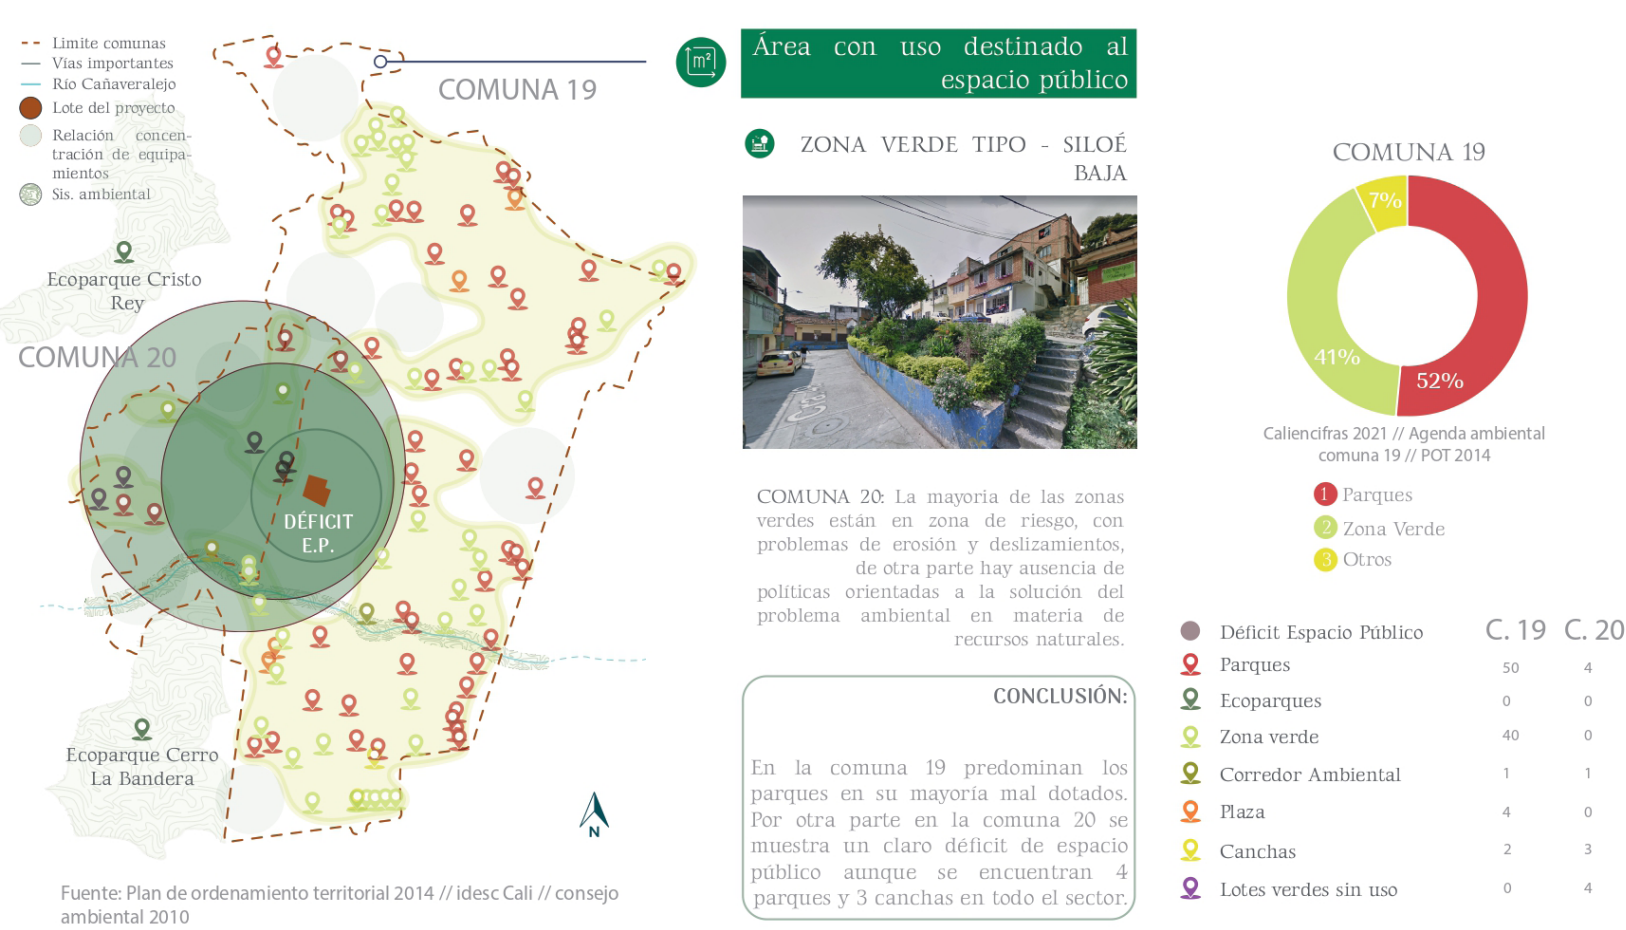 Limite comunas
Vías importantes
Río Cañaveralejo
Lote del proyecto
Relación concen-
tración de equipa-
mientos
Sis. ambiental
COMUNA 19
Ecoparque Cristo
Rey
COMUNA 20
DÉFICIT
E.P.
Ecoparque Cerro
La Bandera
N
Fuente: Plan de ordenamiento territorial 2014 // idesc Cali // consejo
ambiental 2010
m²
Área con uso destinado al
espacio público
ZONA VERDE TIPO - SILOÉ
BAJA
COMUNA 20: La mayoria de las zonas
verdes están en zona de riesgo, con
problemas de erosión y deslizamientos,
de otra parte hay ausencia de
políticas orientadas a la solución del
problema ambiental en materia de
recursos naturales.
CONCLUSIÓN:
En la comuna 19 predominan los
parques en su mayoría mal dotados.
Por otra parte en la comuna 20 se
muestra un claro déficit de espacio
público aunque se encuentran 4
parques y 3 canchas en todo el sector.
COMUNA 19
7%
41%
52%
Caliencifras 2021 // Agenda ambiental
comuna 19 // POT 2014
1 Parques
2 Zona Verde
3 Otros
Déficit Espacio Público C. 19 C. 20
Parques 50 4
Ecoparques 0 0
Zona verde 40 0
Corredor Ambiental 1 1
Plaza 4 0
Canchas 2 3
Lotes verdes sin uso 0 4